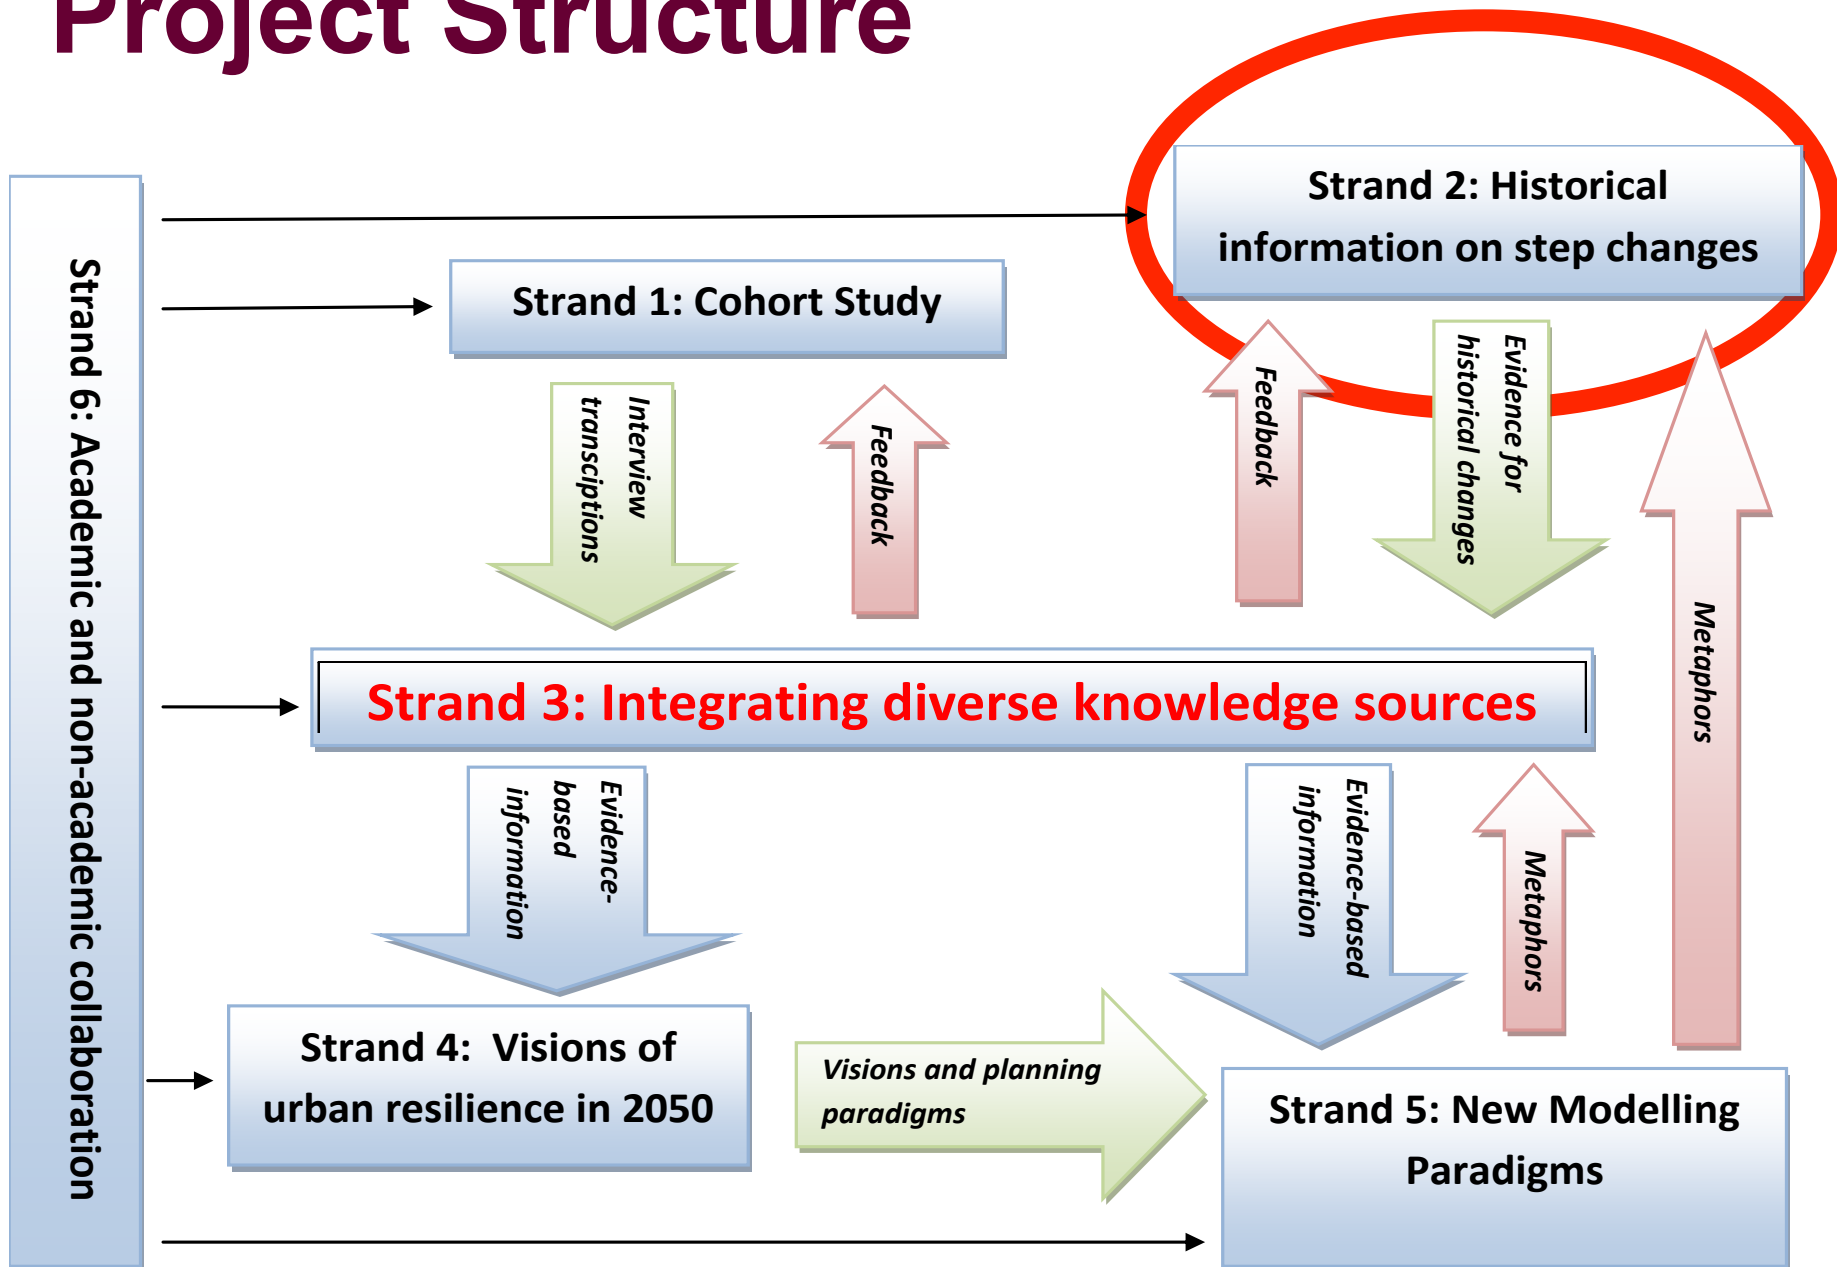 Project Structure
Strand 2: Historical
information on step changes
Strand 1: Cohort Study
Strand 6: Academic and non-academic collaboration
Interview
transciptions
Feedback
Feedback
Evidence for
historical changes
Metaphors
Strand 3: Integrating diverse knowledge sources
Evidence-
based
information
Evidence-based
information
Metaphors
Strand 4:  Visions of
urban resilience in 2050
Visions and planning
paradigms
Strand 5: New Modelling
Paradigms